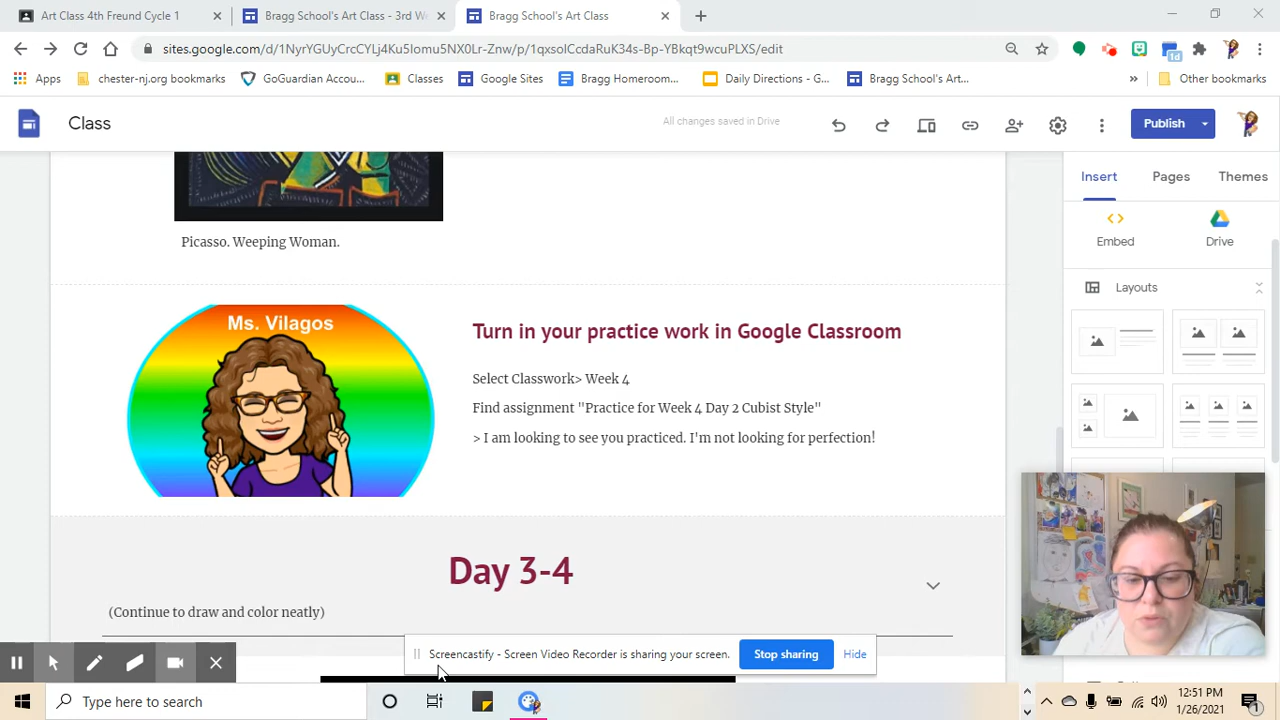 Art Class 4th Freund Cycle 1
Bragg School's Art Class - 3rd We
Bragg School's Art Class
sites.google.com/d/1NyrYGUyCrcCYLj4Ku5Iomu5NX0Lr-Znw/p/1qxsolCcdaRuK34s-Bp-YBkqt9wcuPLXS/edit
1d
Apps
chester-nj.org bookmarks
GoGuardian Accou...
Classes
Google Sites
Bragg Homeroom...
Daily Directions - G...
Bragg School's Art...
»
Other bookmarks
Class
All changes saved in Drive
Publish
Insert
Pages
Themes
Embed
Drive
Layouts
Picasso. Weeping Woman.
Ms. Vilagos
Turn in your practice work in Google Classroom
Select Classwork> Week 4
Find assignment "Practice for Week 4 Day 2 Cubist Style"
> I am looking to see you practiced. I'm not looking for perfection!
Day 3-4
(Continue to draw and color neatly)
Screencastify - Screen Video Recorder is sharing your screen.
Stop sharing
Hide
Type here to search
12:51 PM
1/26/2021
1